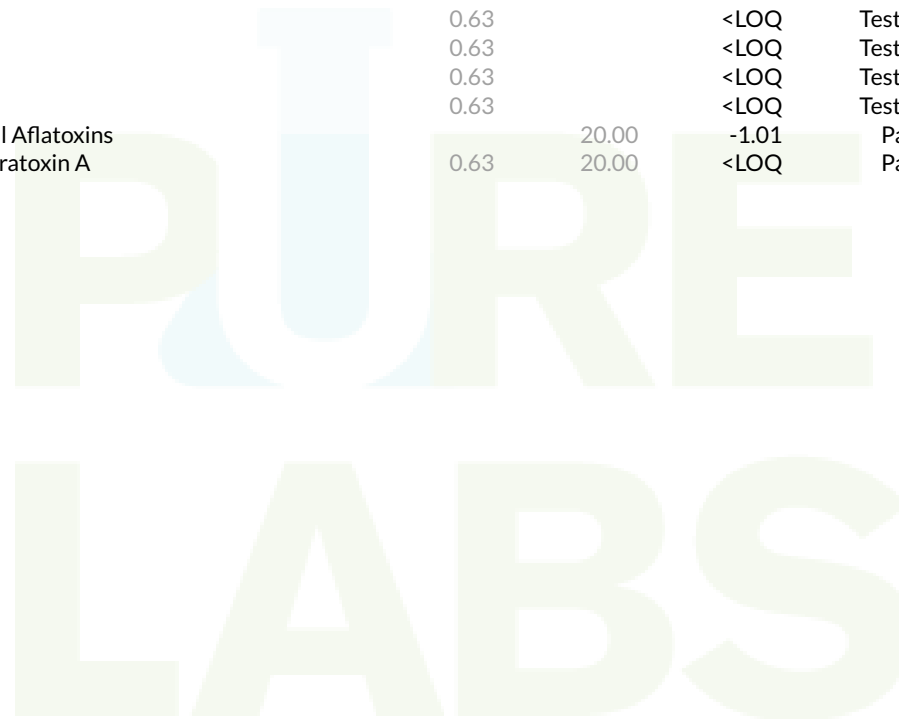 0.63 <LOQ Test
0.63 <LOQ Test
0.63 <LOQ Test
0.63 <LOQ Test
l Aflatoxins 20.00 -1.01 Pa
ratoxin A 0.63 20.00 <LOQ Pa
PURE
LABS